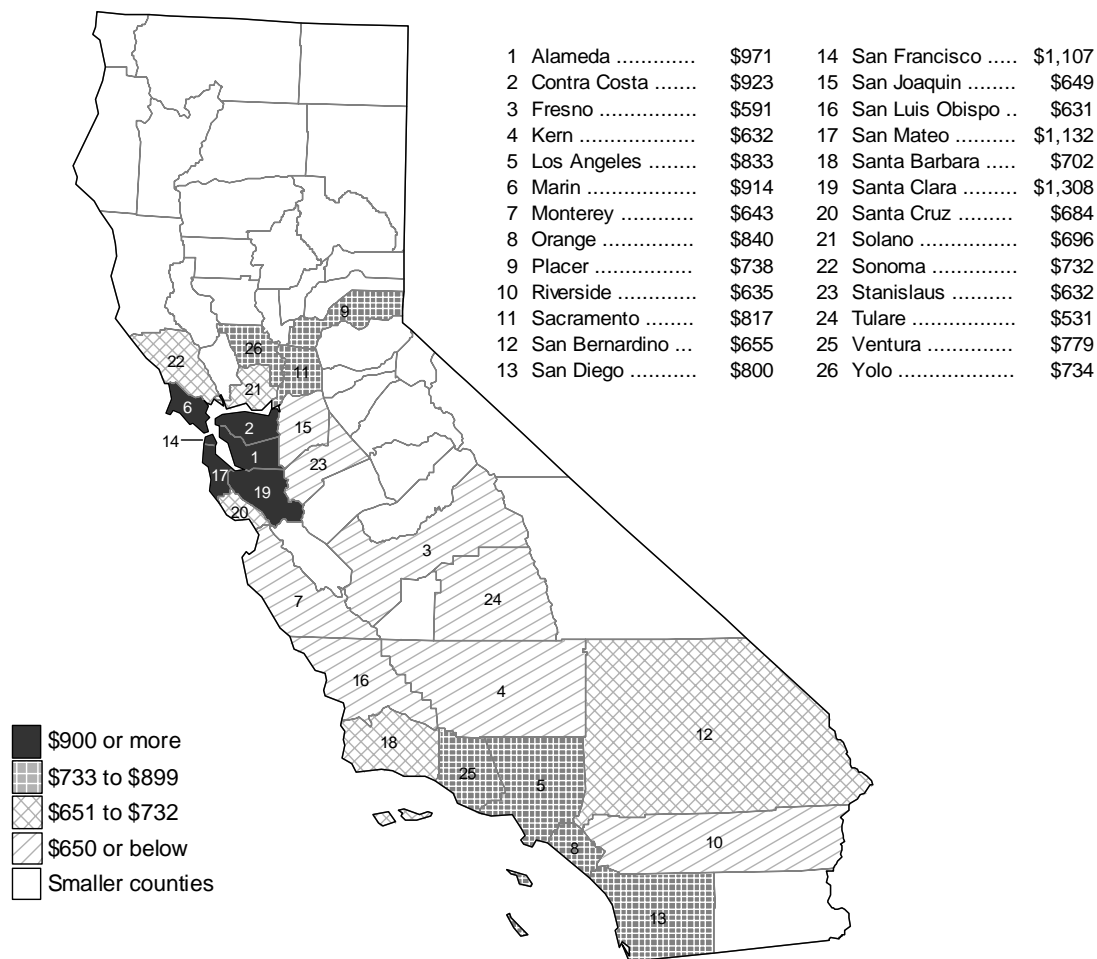 1 Alameda ............. $971
2 Contra Costa ....... $923
3 Fresno ................ $591
4 Kern ................... $632
5 Los Angeles ........ $833
6 Marin .................. $914
7 Monterey ............ $643
8 Orange ............... $840
9 Placer ................ $738
10 Riverside ............. $635
11 Sacramento ........ $817
12 San Bernardino ... $655
13 San Diego ........... $800
14 San Francisco ..... $1,107
15 San Joaquin ....... $649
16 San Luis Obispo .. $631
17 San Mateo .......... $1,132
18 Santa Barbara ..... $702
19 Santa Clara ......... $1,308
20 Santa Cruz ......... $684
21 Solano ................ $696
22 Sonoma .............. $732
23 Stanislaus .......... $632
24 Tulare ................. $531
25 Ventura .............. $779
26 Yolo ................... $734
9
26
22
11
21
6
2
15
14
1
23
17
19
20
3
7
24
16
4
18
12
25
5
10
8
13
$900 or more
$733 to $899
$651 to $732
$650 or below
Smaller counties